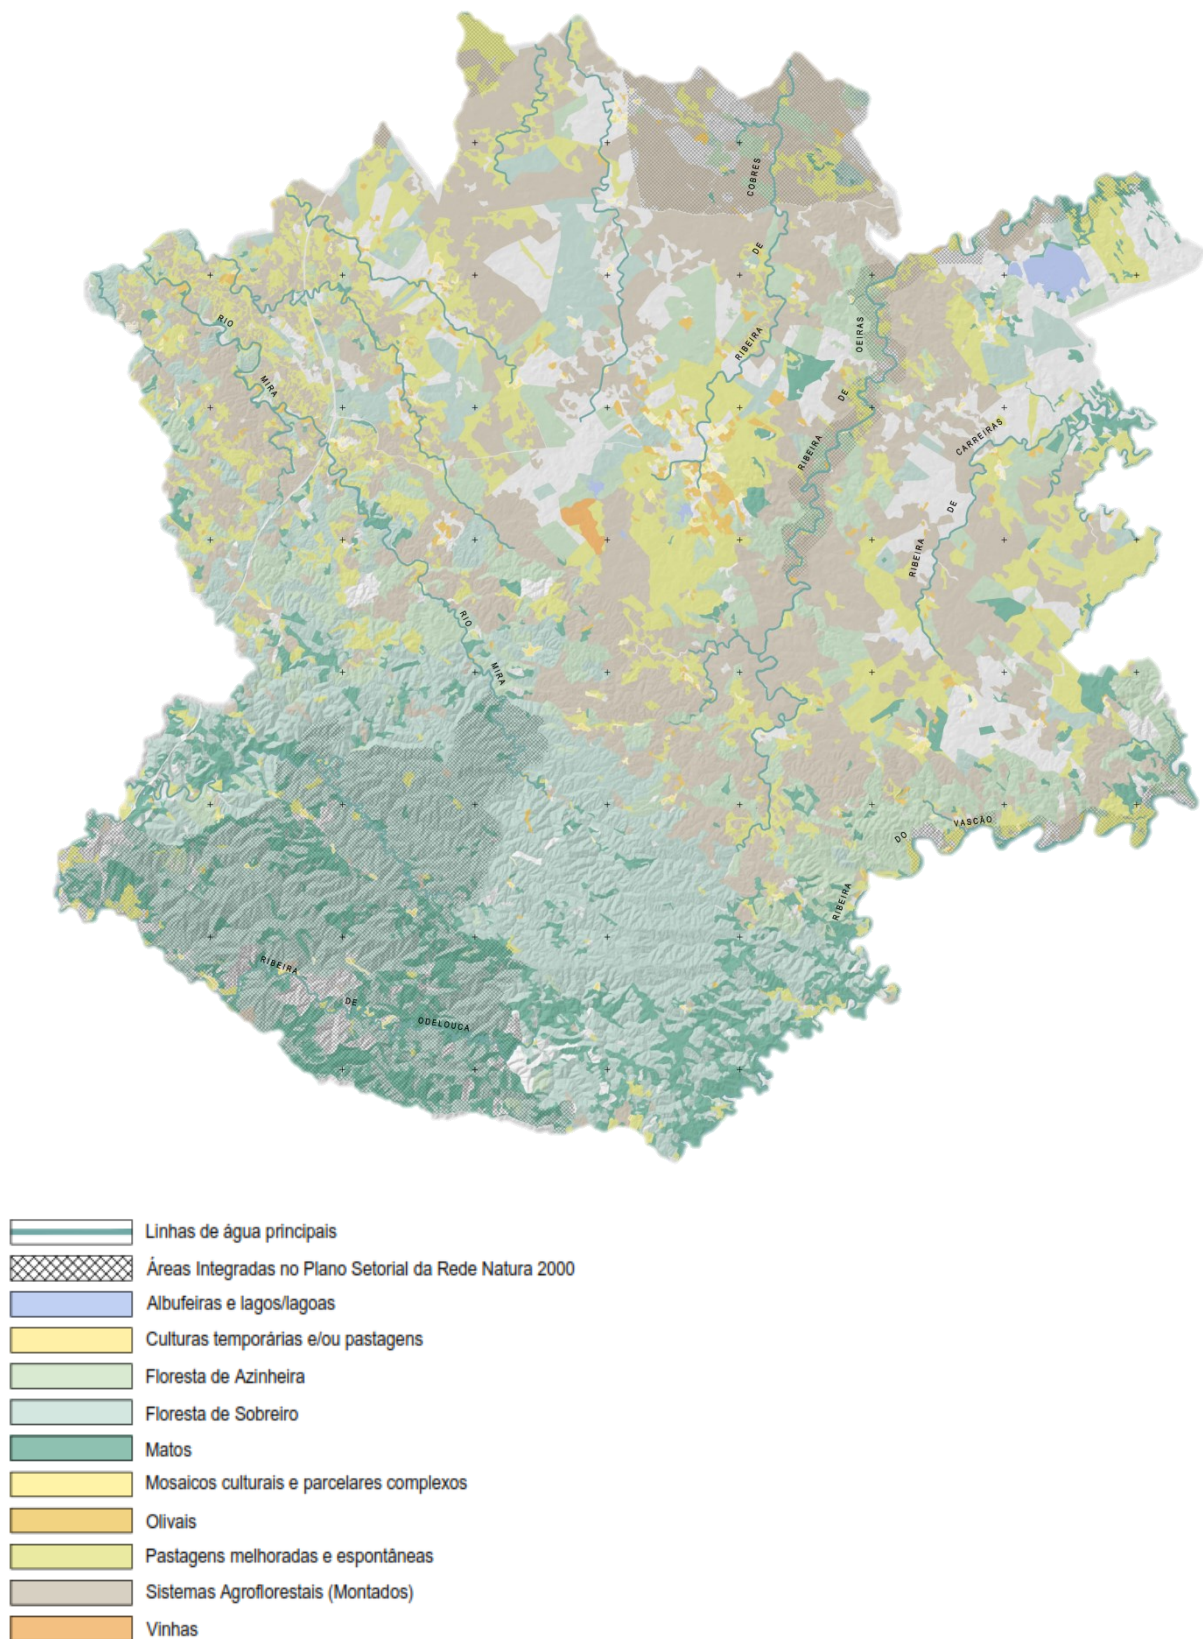 COBRES
DE
RIBEIRA
OEIRAS
DE
RIBEIRA
RIO
MIRA
CARREIRAS
DE
RIBEIRA
RIO
MIRA
VASCÃO
DO
RIBEIRA
RIBEIRA
DE
ODELOUCA
Linhas de água principais
Áreas Integradas no Plano Setorial da Rede Natura 2000
Albufeiras e lagos/lagoas
Culturas temporárias e/ou pastagens
Floresta de Azinheira
Floresta de Sobreiro
Matos
Mosaicos culturais e parcelares complexos
Olivais
Pastagens melhoradas e espontâneas
Sistemas Agroflorestais (Montados)
Vinhas